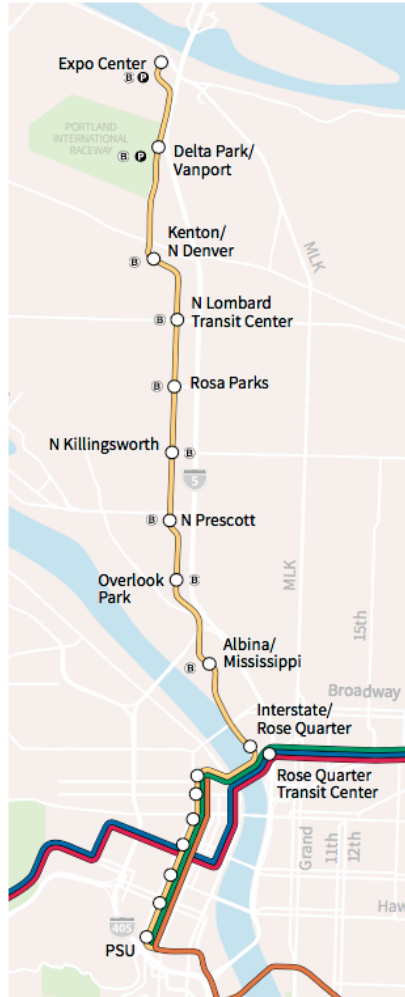 Expo Center
B P
PORTLAND
INTERNATIONAL
RACEWAY
B P
Delta Park/
Vanport
Kenton/
N Denver
B
MLK
N Lombard
Transit Center
B
B
Rosa Parks
N Killingsworth
B
5
B
N Prescott
Overlook
Park
B
MLK
15th
Albina/
Mississippi
B
Broadway
Interstate/
Rose Quarter
Rose Quarter
Transit Center
Grand
11th
12th
Haw
405
PSU